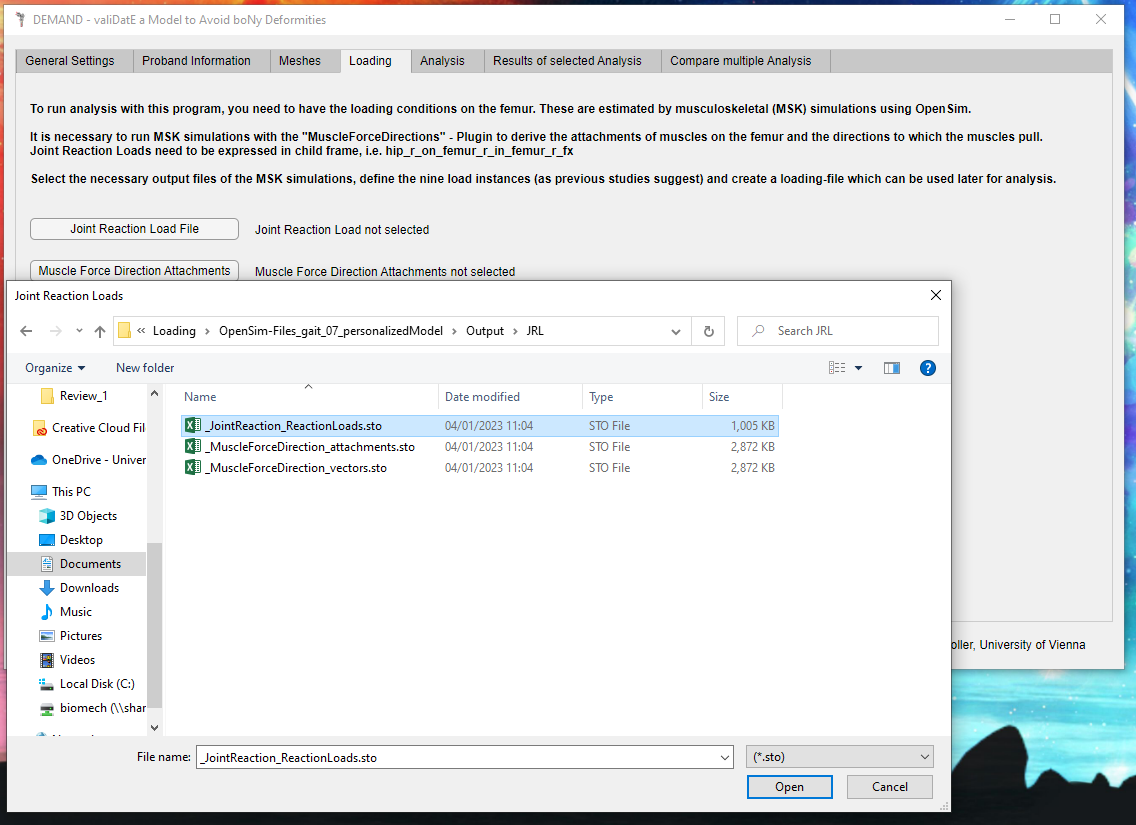 DEMAND - valiDatE a Model to Avoid boNy Deformities
General Settings Proband Information Meshes Loading Analysis Results of selected Analysis Compare multiple Analysis
To run analysis with this program, you need to have the loading conditions on the femur. These are estimated by musculoskeletal (MSK) simulations using OpenSim.
It is necessary to run MSK simulations with the "MuscleForceDirections" - Plugin to derive the attachments of muscles on the femur and the directions to which the muscles pull.
Joint Reaction Loads need to be expressed in child frame, i.e. hip_r_on_femur_r_in_femur_r_fx
Select the necessary output files of the MSK simulations, define the nine load instances (as previous studies suggest) and create a loading-file which can be used later for analysis.
Joint Reaction Load File Joint Reaction Load not selected
Muscle Force Direction Attachments Muscle Force Direction Attachments not selected
Joint Reaction Loads
« Loading › OpenSim-Files_gait_07_personalizedModel › Output › JRL Search JRL
Organize New folder ?
Name Date modified Type Size
_JointReaction_ReactionLoads.sto 04/01/2023 11:04 STO File 1,005 KB
_MuscleForceDirection_attachments.sto 04/01/2023 11:04 STO File 2,872 KB
_MuscleForceDirection_vectors.sto 04/01/2023 11:04 STO File 2,872 KB
Review_1
Creative Cloud Fil
OneDrive - Univer
This PC
3D Objects
Desktop
Documents
Downloads
Music
Pictures
Videos
Local Disk (C:)
biomech (\\shar
oller, University of Vienna
File name: _JointReaction_ReactionLoads.sto (*.sto)
Open Cancel